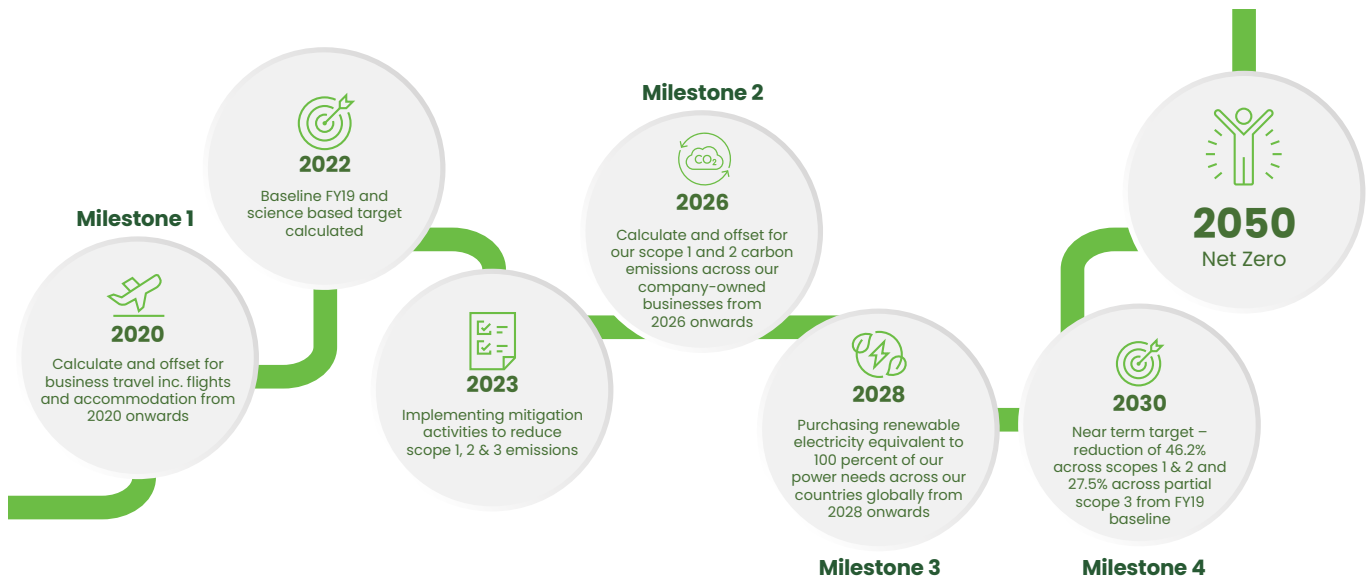 Milestone 1
2020
Calculate and offset for
business travel inc. flights
and accommodation from
2020 onwards
2022
Baseline FY19 and
science based target
calculated
2023
Implementing mitigation
activities to reduce
scope 1, 2 & 3 emissions
Milestone 2
CO₂
2026
Calculate and offset for
our scope 1 and 2 carbon
emissions across our
company-owned
businesses from
2026 onwards
2028
Purchasing renewable
electricity equivalent to
100 percent of our
power needs across our
countries globally from
2028 onwards
Milestone 3
2030
Near term target –
reduction of 46.2%
across scopes 1 & 2 and
27.5% across partial
scope 3 from FY19
baseline
Milestone 4
2050
Net Zero